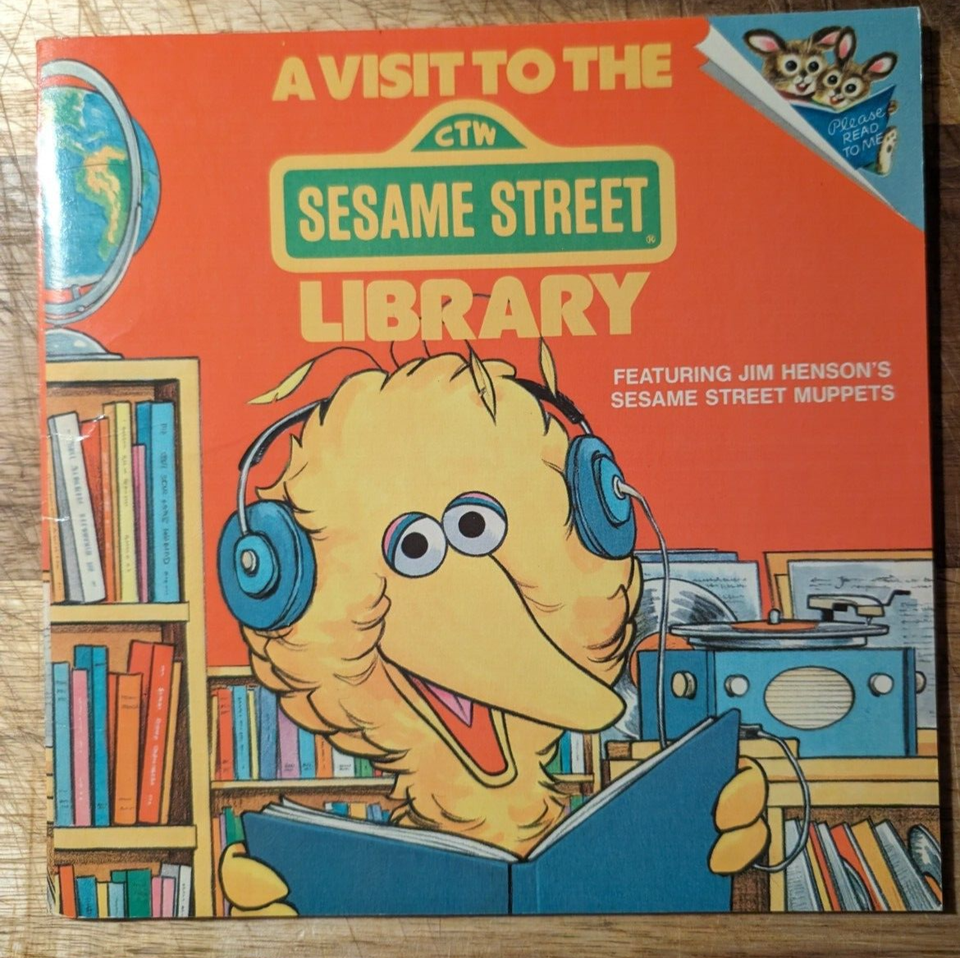 A VISIT TO THE
CTW
SESAME STREET®
LIBRARY
Please
READ
TO ME
FEATURING JIM HENSON'S
SESAME STREET MUPPETS